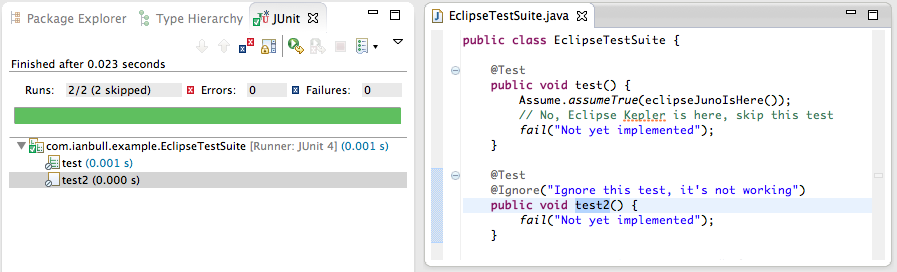 Package Explorer Type Hierarchy JUnit
Finished after 0.023 seconds
Runs: 2/2 (2 skipped) Errors: 0 Failures: 0
com.ianbull.example.EclipseTestSuite [Runner: JUnit 4] (0.001 s)
test (0.001 s)
test2 (0.000 s)
EclipseTestSuite.java
public class EclipseTestSuite {
@Test
public void test() {
Assume.assumeTrue(eclipseJunoIsHere());
// No, Eclipse Kepler is here, skip this test
fail("Not yet implemented");
}
@Test
@Ignore("Ignore this test, it's not working")
public void test2() {
fail("Not yet implemented");
}